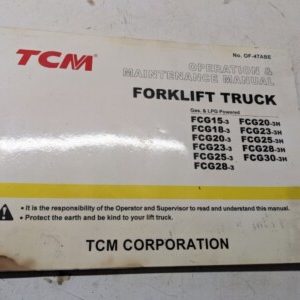 No. OF-47ABE
TCM
OPERATION &
MAINTENANCE MANUAL
FORKLIFT TRUCK
Gas, & LPG Powered
FCG15-3 FCG20-3H
FCG18-3 FCG23-3H
FCG20-3 FCG25-3H
FCG23-3 FCG28-3H
FCG25-3 FCG30-3H
FCG28-3
• It is the responsibility of the Operator and Supervisor to read and understand this manual.
• Protect the earth and be kind to your lift truck.
TCM CORPORATION